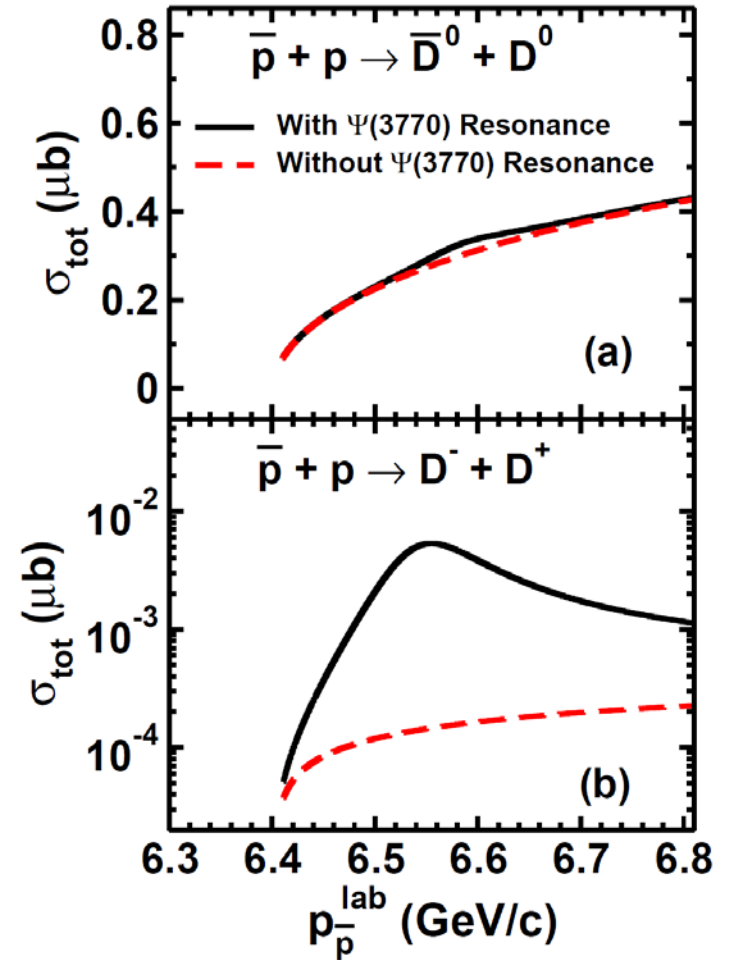 p̅ + p → D̅⁰ + D⁰
With Ψ(3770) Resonance
Without Ψ(3770) Resonance
σtot (μb)
0.8
0.6
0.4
0.2
0
(a)
p̅ + p → D⁻ + D⁺
σtot (μb)
10⁻²
10⁻³
10⁻⁴
(b)
6.3 6.4 6.5 6.6 6.7 6.8
p_p̅^lab (GeV/c)